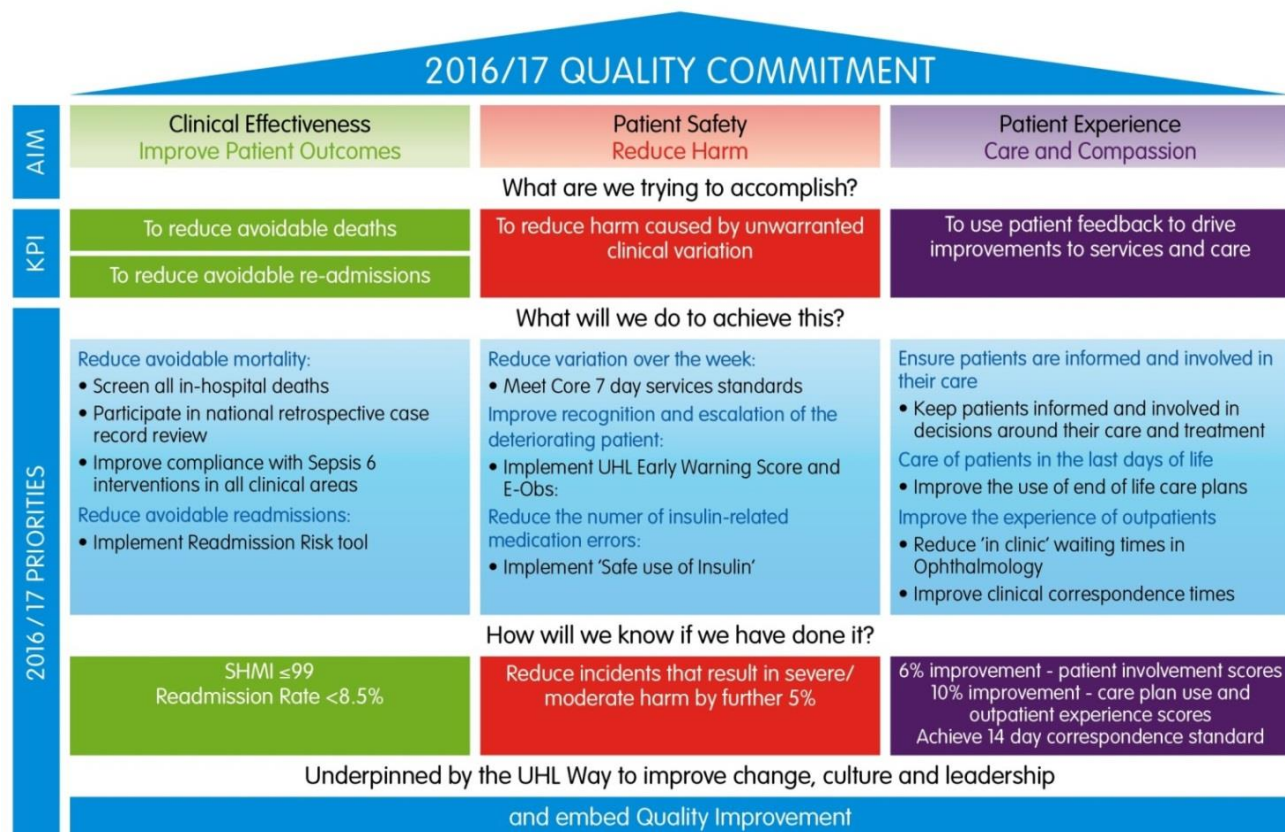 2016/17 QUALITY COMMITMENT
AIM
Clinical Effectiveness
Improve Patient Outcomes
Patient Safety
Reduce Harm
Patient Experience
Care and Compassion
What are we trying to accomplish?
KPI
To reduce avoidable deaths
To reduce avoidable re-admissions
To reduce harm caused by unwarranted
clinical variation
To use patient feedback to drive
improvements to services and care
What will we do to achieve this?
2016/17 PRIORITIES
Reduce avoidable mortality:
• Screen all in-hospital deaths
• Participate in national retrospective case
record review
• Improve compliance with Sepsis 6
interventions in all clinical areas
Reduce avoidable readmissions:
• Implement Readmission Risk tool
Reduce variation over the week:
• Meet Core 7 day services standards
Improve recognition and escalation of the
deteriorating patient:
• Implement UHL Early Warning Score and
E-Obs:
Reduce the numer of insulin-related
medication errors:
• Implement ‘Safe use of Insulin’
Ensure patients are informed and involved in
their care
• Keep patients informed and involved in
decisions around their care and treatment
Care of patients in the last days of life
• Improve the use of end of life care plans
Improve the experience of outpatients
• Reduce ‘in clinic’ waiting times in
Ophthalmology
• Improve clinical correspondence times
How will we know if we have done it?
SHMI ≤99
Readmission Rate <8.5%
Reduce incidents that result in severe/
moderate harm by further 5%
6% improvement - patient involvement scores
10% improvement - care plan use and
outpatient experience scores
Achieve 14 day correspondence standard
Underpinned by the UHL Way to improve change, culture and leadership
and embed Quality Improvement